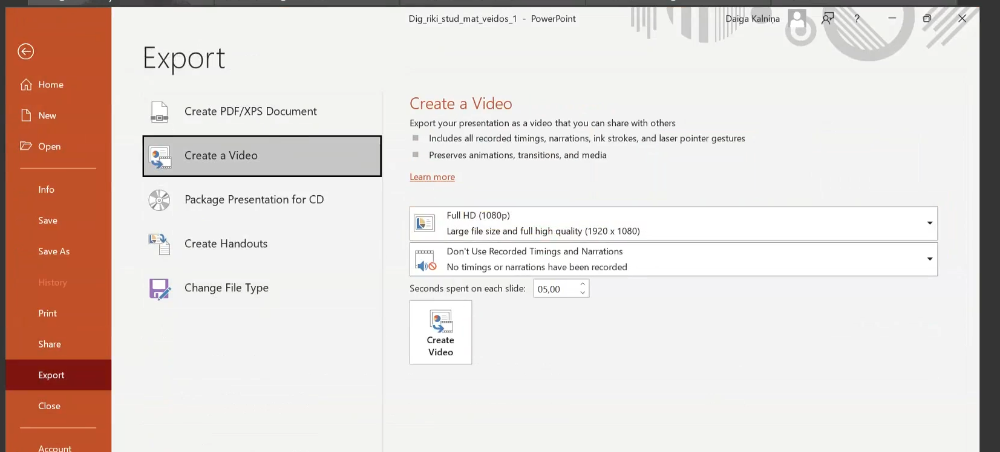 Dig_riki_stud_mat_veidos_1 - PowerPoint
Daiga Kalniņa
?
Export
Home
New
Open
Info
Save
Save As
History
Print
Share
Export
Close
Account
Create PDF/XPS Document
Create a Video
Package Presentation for CD
Create Handouts
Change File Type
Create a Video
Export your presentation as a video that you can share with others
Includes all recorded timings, narrations, ink strokes, and laser pointer gestures
Preserves animations, transitions, and media
Learn more
Full HD (1080p)
Large file size and full high quality (1920 x 1080)
Don't Use Recorded Timings and Narrations
No timings or narrations have been recorded
Seconds spent on each slide: 05,00
Create
Video